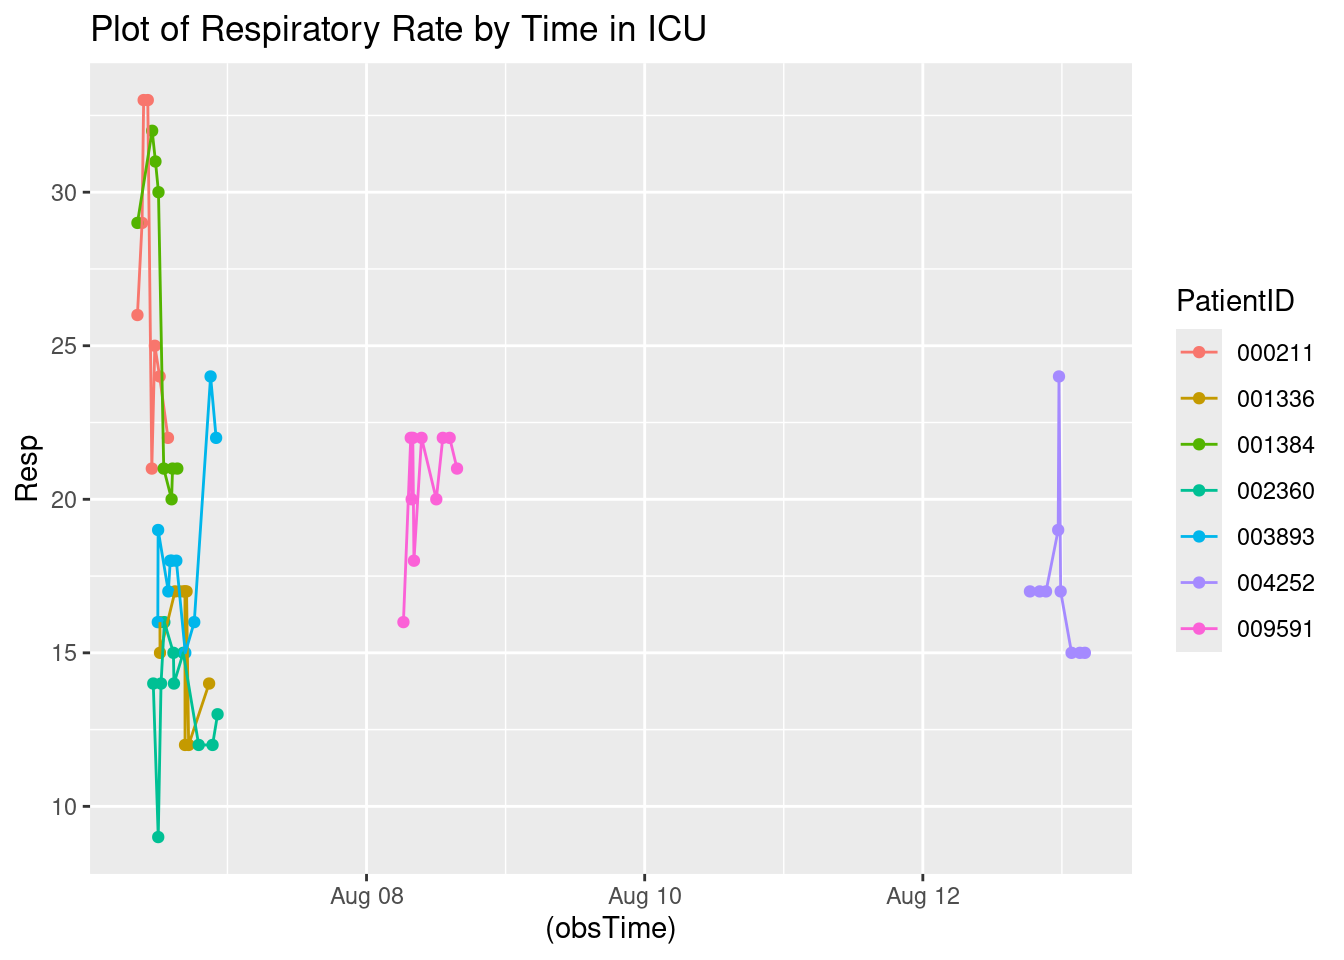 Plot of Respiratory Rate by Time in ICU
30
25
20
15
10
Resp
Aug 08
Aug 10
Aug 12
(obsTime)
PatientID
000211
001336
001384
002360
003893
004252
009591